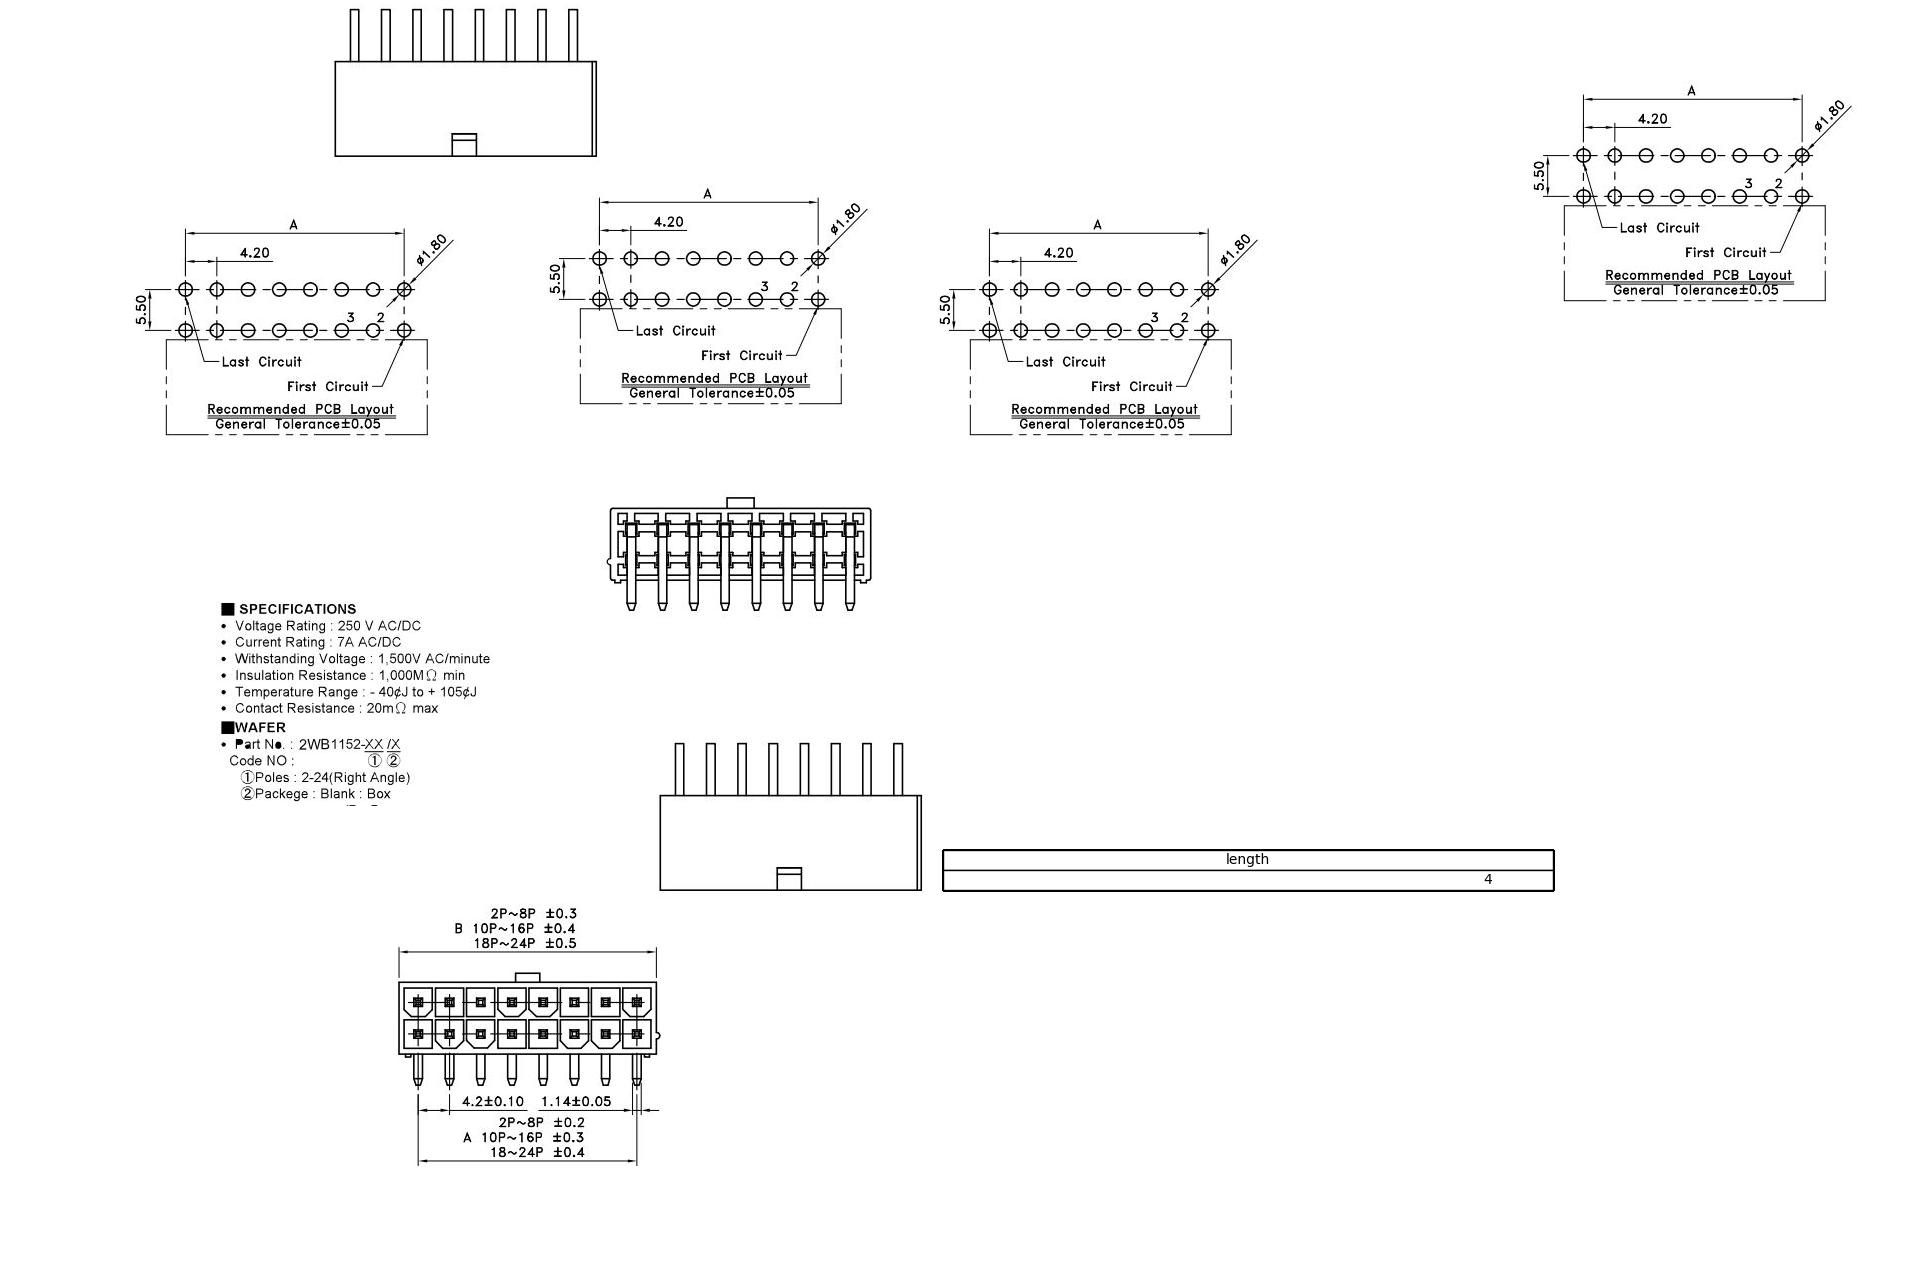 A
4.20
ø1.80
5.50
3 2
Last Circuit
First Circuit
Recommended PCB Layout
General Tolerance±0.05
A
4.20
ø1.80
5.50
3 2
Last Circuit
First Circuit
Recommended PCB Layout
General Tolerance±0.05
A
4.20
ø1.80
5.50
3 2
Last Circuit
First Circuit
Recommended PCB Layout
General Tolerance±0.05
A
4.20
ø1.80
5.50
3 2
Last Circuit
First Circuit
Recommended PCB Layout
General Tolerance±0.05
■ SPECIFICATIONS
• Voltage Rating : 250 V AC/DC
• Current Rating : 7A AC/DC
• Withstanding Voltage : 1,500V AC/minute
• Insulation Resistance : 1,000MΩ min
• Temperature Range : - 40¢J to + 105¢J
• Contact Resistance : 20mΩ max
■WAFER
• Part No. : 2WB1152-XX /X
Code NO : ① ②
①Poles : 2-24(Right Angle)
②Packege : Blank : Box
length
4
2P~8P ±0.3
B 10P~16P ±0.4
18P~24P ±0.5
4.2±0.10 1.14±0.05
2P~8P ±0.2
A 10P~16P ±0.3
18~24P ±0.4